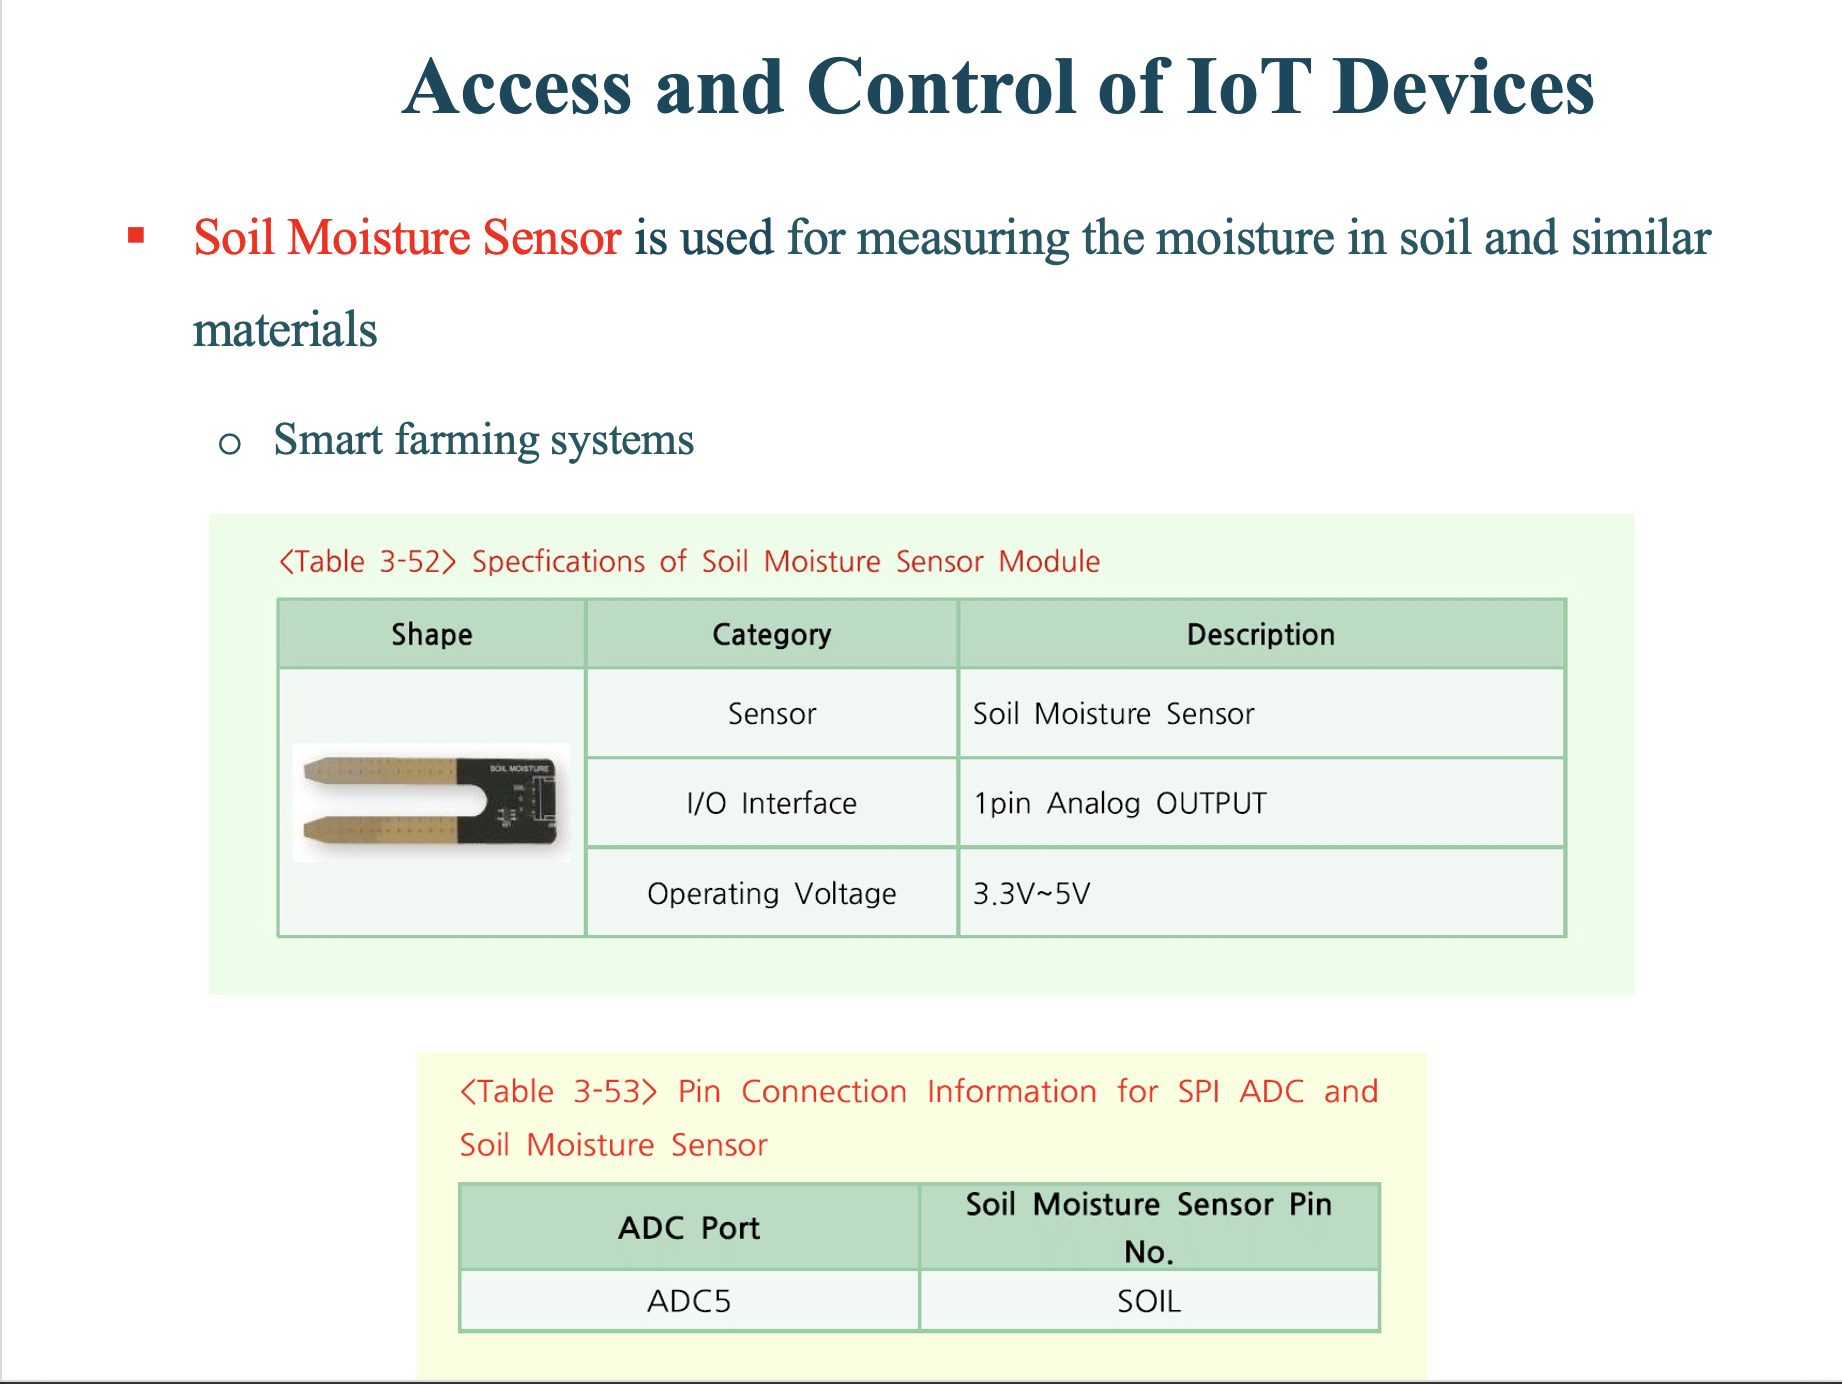 Access and Control of IoT Devices
Soil Moisture Sensor is used for measuring the moisture in soil and similar
materials
Smart farming systems
<Table 3-52> Specfications of Soil Moisture Sensor Module
Shape Category Description
Sensor Soil Moisture Sensor
SOIL MOISTURE
I/O Interface 1pin Analog OUTPUT
Operating Voltage 3.3V~5V
<Table 3-53> Pin Connection Information for SPI ADC and
Soil Moisture Sensor
ADC Port Soil Moisture Sensor Pin
No.
ADC5 SOIL